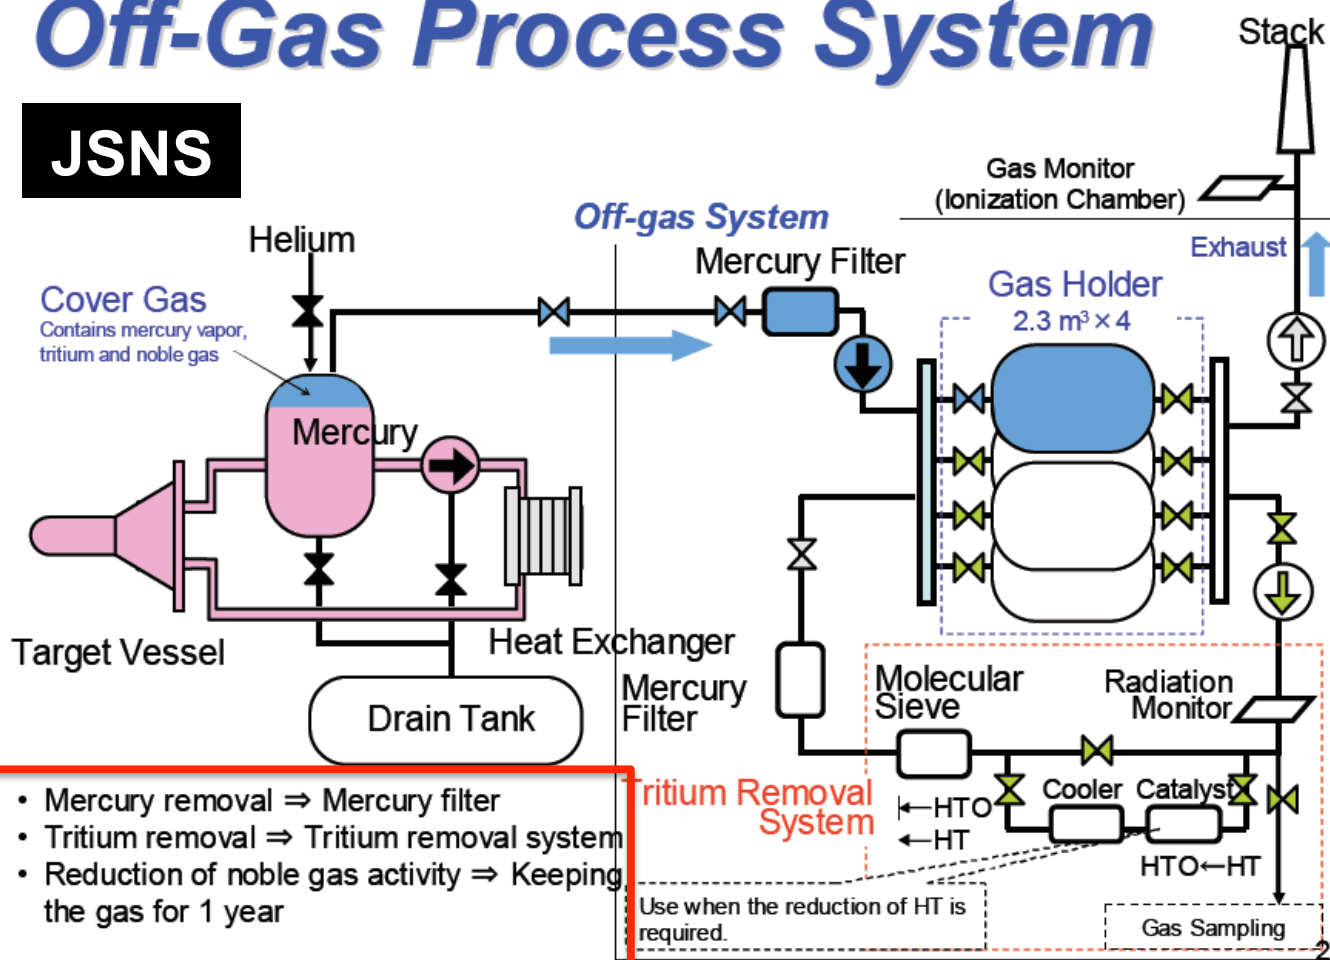 Off-Gas Process System
JSNS
Stack
Gas Monitor
(Ionization Chamber)
Off-gas System
Exhaust
Helium
Mercury Filter
Cover Gas
Contains mercury vapor,
tritium and noble gas
Gas Holder
2.3 m³ × 4
Mercury
Target Vessel
Heat Exchanger
Drain Tank
Mercury
Filter
Molecular
Sieve
Radiation
Monitor
Tritium Removal
System
Cooler
Catalyst
←HTO
←HT
HTO←HT
Use when the reduction of HT is
required.
Gas Sampling
• Mercury removal ⇒ Mercury filter
• Tritium removal ⇒ Tritium removal system
• Reduction of noble gas activity ⇒ Keeping
the gas for 1 year
2